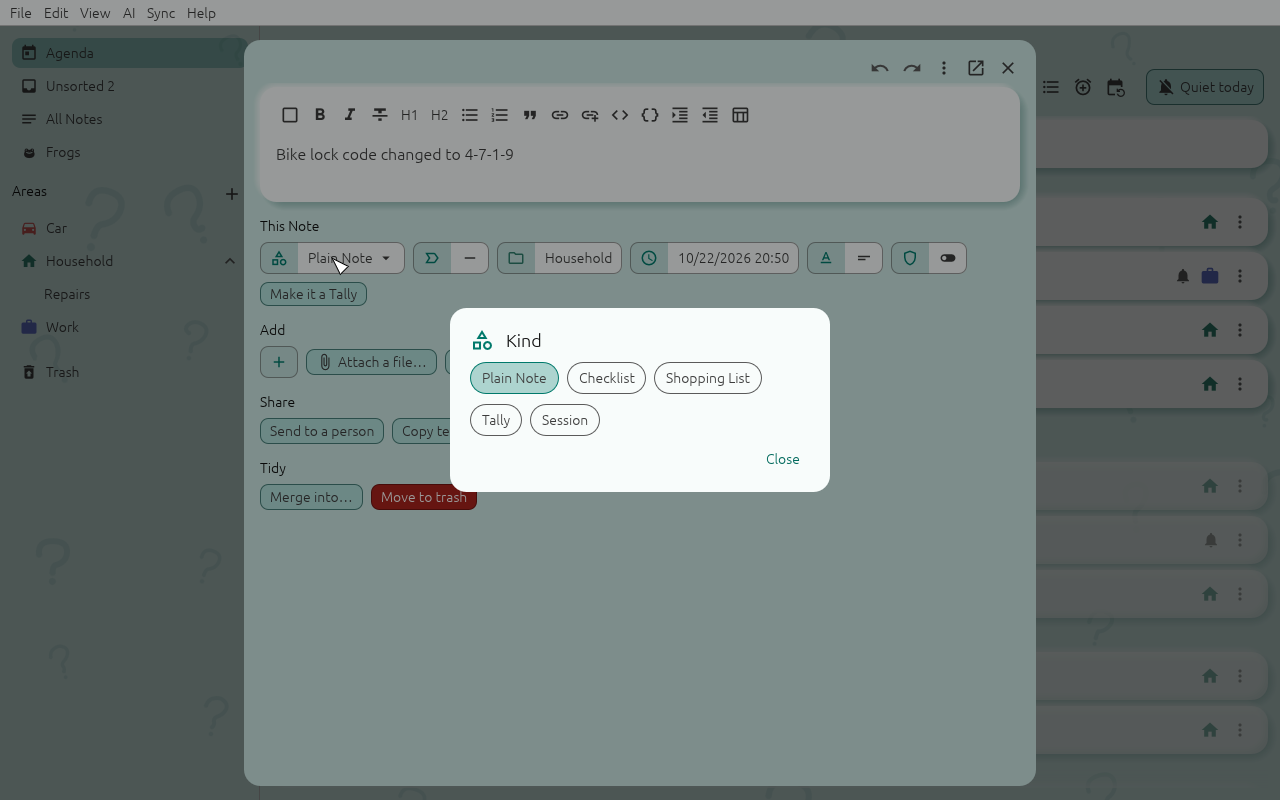 File Edit View AI Sync Help
Agenda
Unsorted 2
All Notes
Frogs
Areas
Car
Household
Repairs
Work
Trash
Quiet today
H1 H2
Bike lock code changed to 4-7-1-9
This Note
Plain Note
Household
10/22/2026 20:50
Make it a Tally
Add
Attach a file...
Share
Send to a person
Copy te
Tidy
Merge into...
Move to trash
Kind
Plain Note
Checklist
Shopping List
Tally
Session
Close